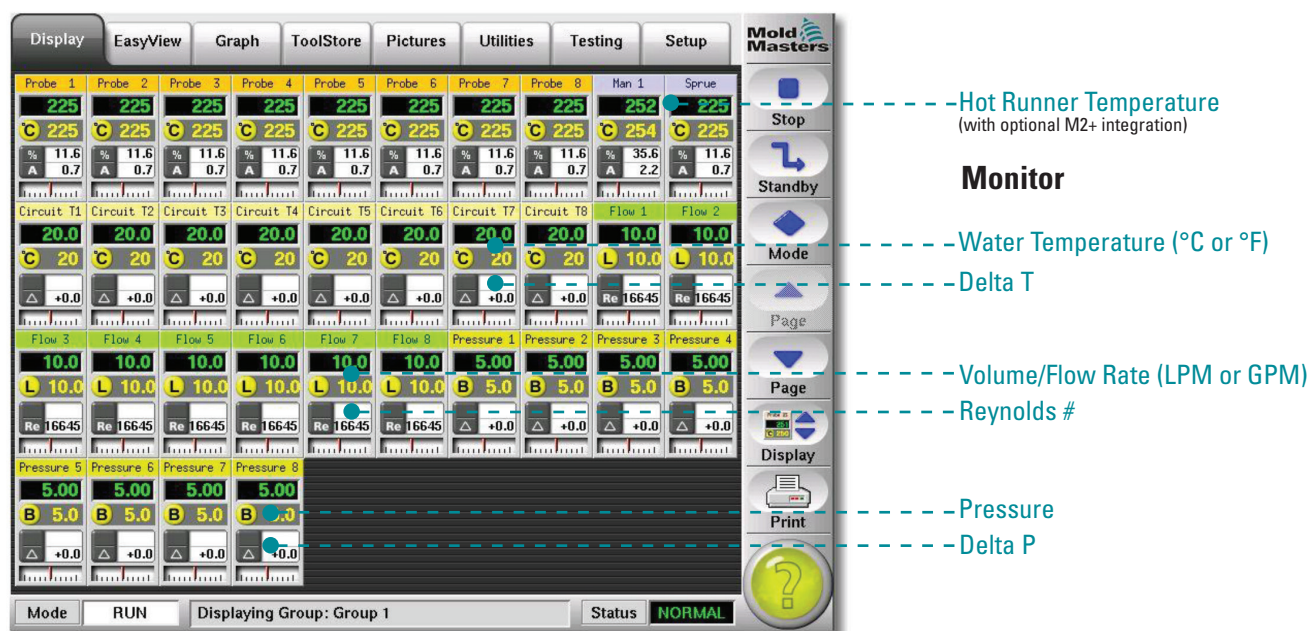 Display EasyView Graph ToolStore Pictures Utilities Testing Setup
Mold
Masters
Probe 1 Probe 2 Probe 3 Probe 4 Probe 5 Probe 6 Probe 7 Probe 8 Man 1 Sprue
225 225 225 225 225 225 225 225 252 225
°C 225 °C 225 °C 225 °C 225 °C 225 °C 225 °C 225 °C 225 °C 254 °C 225
% 11.6 % 11.6 % 11.6 % 11.6 % 11.6 % 11.6 % 11.6 % 11.6 % 35.6 % 11.6
A 0.7 A 0.7 A 0.7 A 0.7 A 0.7 A 0.7 A 0.7 A 0.7 A 2.2 A 0.7
Circuit T1 Circuit T2 Circuit T3 Circuit T4 Circuit T5 Circuit T6 Circuit T7 Circuit T8 Flow 1 Flow 2
20.0 20.0 20.0 20.0 20.0 20.0 20.0 20.0 10.0 10.0
°C 20 °C 20 °C 20 °C 20 °C 20 °C 20 °C 20 °C 20 L 10.0 L 10.0
△ +0.0 △ +0.0 △ +0.0 △ +0.0 △ +0.0 △ +0.0 △ +0.0 △ +0.0 Re 16645 Re 16645
Flow 3 Flow 4 Flow 5 Flow 6 Flow 7 Flow 8 Pressure 1 Pressure 2 Pressure 3 Pressure 4
10.0 10.0 10.0 10.0 10.0 10.0 5.00 5.00 5.00 5.00
L 10.0 L 10.0 L 10.0 L 10.0 L 10.0 L 10.0 B 5.0 B 5.0 B 5.0 B 5.0
Re 16645 Re 16645 Re 16645 Re 16645 Re 16645 Re 16645 △ +0.0 △ +0.0 △ +0.0 △ +0.0
Pressure 5 Pressure 6 Pressure 7 Pressure 8
5.00 5.00 5.00 5.00
B 5.0 B 5.0 B 5.0 B 5.0
△ +0.0 △ +0.0 △ +0.0 △ +0.0
Mode RUN Displaying Group: Group 1 Status NORMAL
Stop
Standby
Mode
Page
Page
Display
Print
?
Hot Runner Temperature
(with optional M2+ integration)
Monitor
Water Temperature (°C or °F)
Delta T
Volume/Flow Rate (LPM or GPM)
Reynolds #
Pressure
Delta P